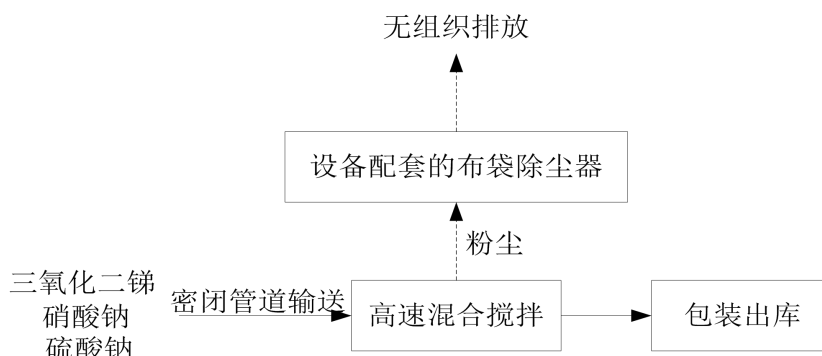 无组织排放
设备配套的布袋除尘器
粉尘
三氧化二锑
硝酸钠
硫酸钠
密闭管道输送
高速混合搅拌
包装出库